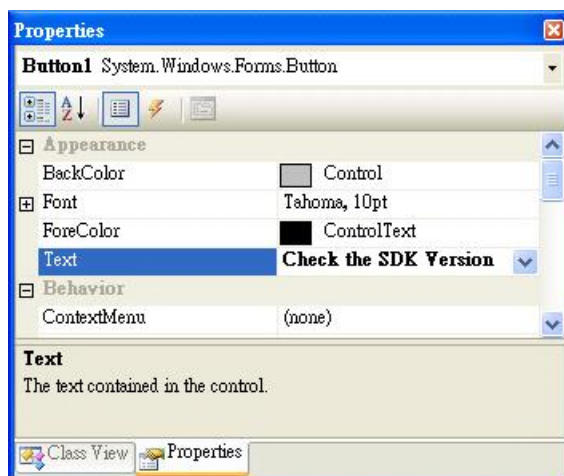 Properties
Button1 System.Windows.Forms.Button
Appearance
BackColor Control
Font Tahoma, 10pt
ForeColor ControlText
Text Check the SDK Version
Behavior
ContextMenu (none)
Text
The text contained in the control.
Class View Properties